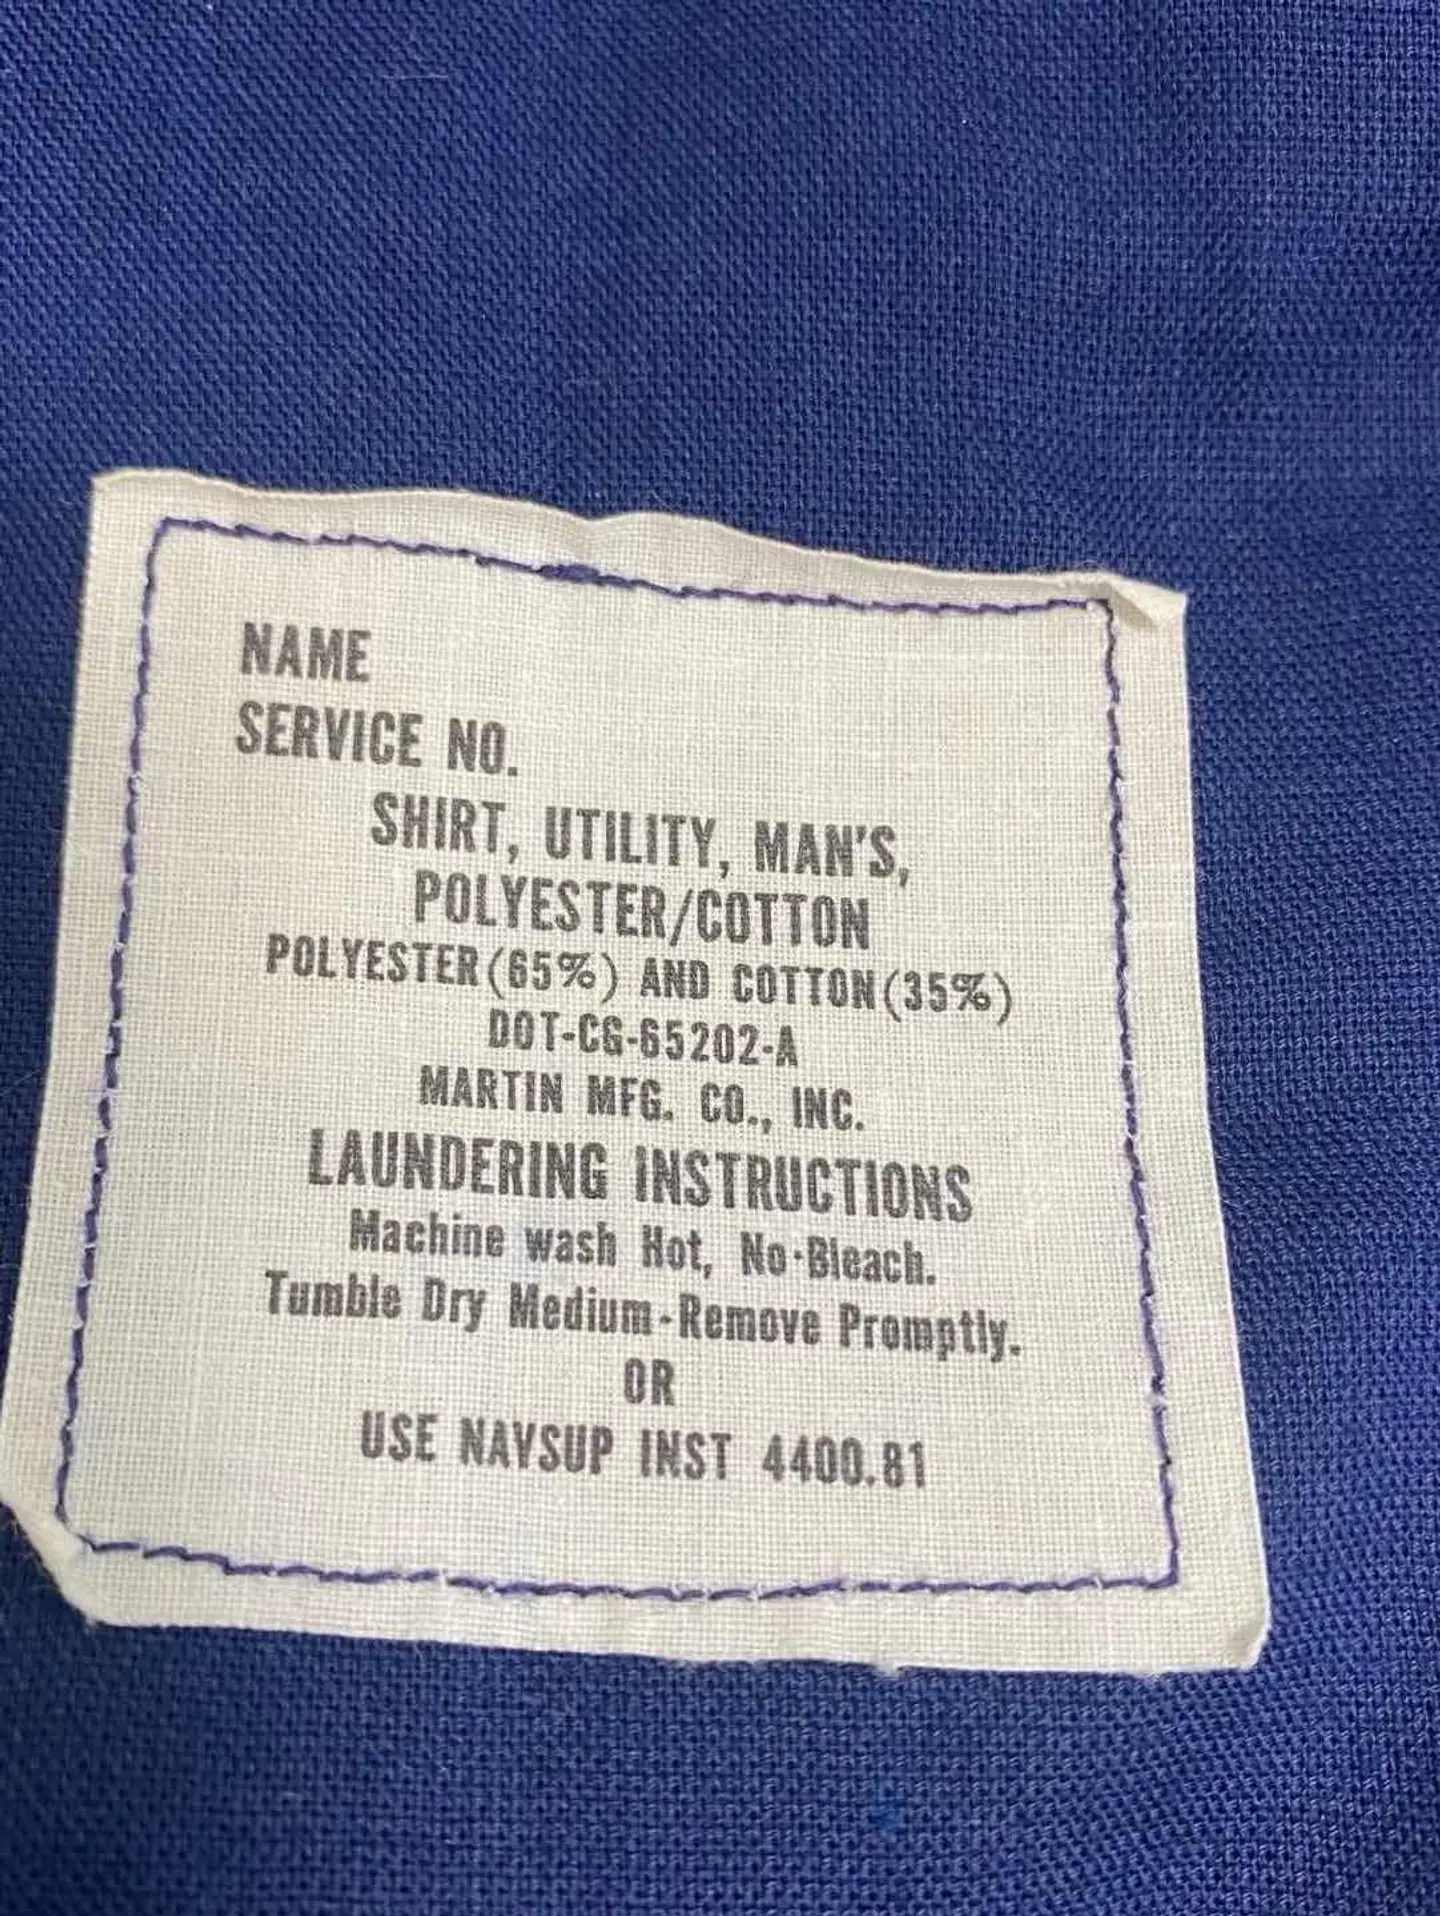 NAME
SERVICE NO.
SHIRT, UTILITY, MAN'S,
POLYESTER/COTTON
POLYESTER(65%) AND COTTON(35%)
DOT-CG-65202-A
MARTIN MFG. CO., INC.
LAUNDERING INSTRUCTIONS
Machine wash Hot, No-Bleach.
Tumble Dry Medium-Remove Promptly.
OR
USE NAVSUP INST 4400.81